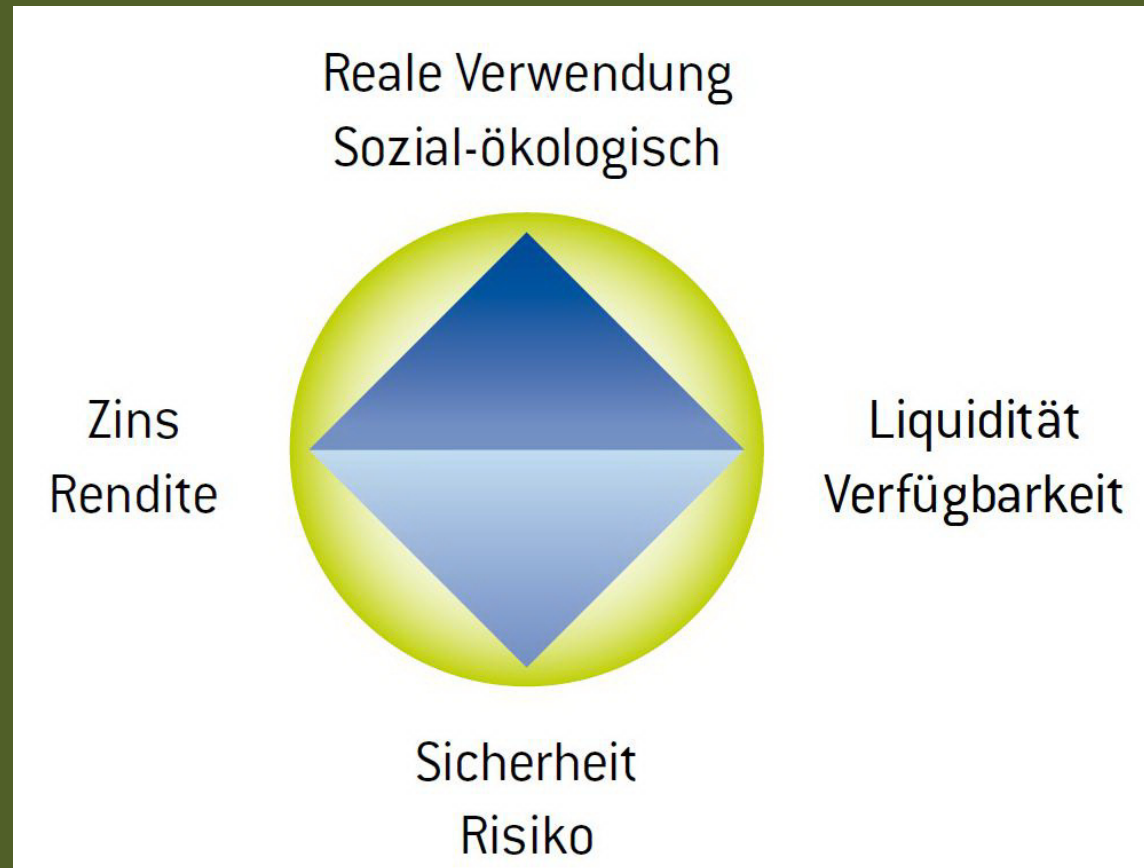 Reale Verwendung
Sozial-ökologisch
Zins
Rendite
Liquidität
Verfügbarkeit
Sicherheit
Risiko